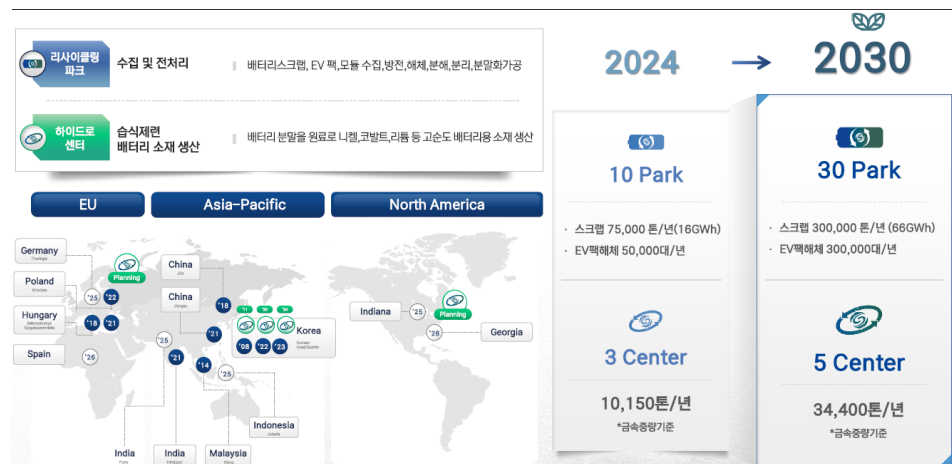 리사이클링
파크
수집 및 전처리
배터리스크랩, EV 팩,모듈 수집,방전,해체,분해,분리,분말화가공
하이드로
센터
습식제련
배터리 소재 생산
배터리 분말을 원료로 니켈,코발트,리튬 등 고순도 배터리용 소재 생산
EU
Asia-Pacific
North America
Germany
Planning
'25
'22
Poland
Hungary
'18
'21
Spain
'26
China
'18
China
'21
'08
'22
'23
Korea
'25
'21
'14
'25
Indonesia
Jakarta
India
India
Malaysia
Indiana
'25
Planning
'26
Georgia
2024
10 Park
· 스크랩 75,000 톤/년(16GWh)
· EV팩해체 50,000대/년
3 Center
10,150톤/년
*금속중량기준
2030
30 Park
· 스크랩 300,000 톤/년 (66GWh)
· EV팩해체 300,000대/년
5 Center
34,400톤/년
*금속중량기준